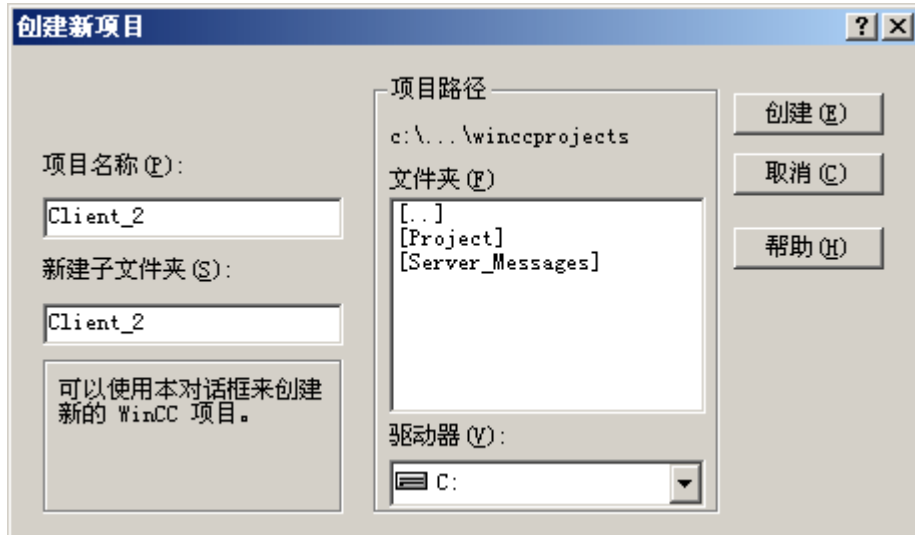 创建新项目
项目名称(P):
Client_2
新建子文件夹(S):
Client_2
可以使用本对话框来创建
新的 WinCC 项目。
项目路径
c:\...\winccprojects
文件夹(F)
[..]
[Project]
[Server_Messages]
驱动器(V):
C:
创建(E)
取消(C)
帮助(H)